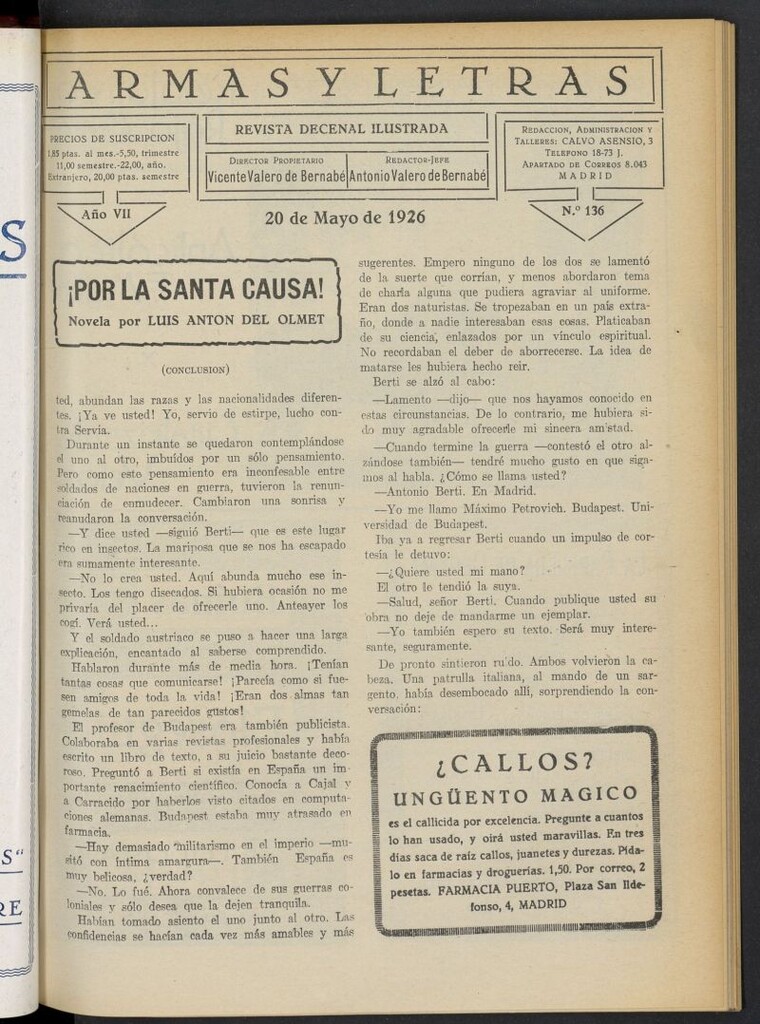 ARMAS Y LETRAS
PRECIOS DE SUSCRIPCION
1,85 ptas. al mes.-5,50, trimestre
11,00 semestre.-22,00, año.
Extranjero, 20,00 ptas. semestre
Año VII
REVISTA DECENAL ILUSTRADA
DIRECTOR PROPIETARIO
Vicente Valero de Bernabé
REDACTOR-JEFE
Antonio Valero de Bernabé
20 de Mayo de 1926
REDACCION, ADMINISTRACION Y
TALLERES: CALVO ASENSIO, 3
TELEFONO 18-73 J.
APARTADO DE CORREOS 8.043
MADRID
N.º 136
S
S"
RE
¡POR LA SANTA CAUSA!
Novela por LUIS ANTON DEL OLMET
(CONCLUSION)
ted, abundan las razas y las nacionalidades diferen-
tes. ¡Ya ve usted! Yo, servio de estirpe, lucho con-
tra Servia.
Durante un instante se quedaron contemplándose
el uno al otro, imbuídos por un sólo pensamiento.
Pero como este pensamiento era inconfesable entre
soldados de naciones en guerra, tuvieron la renun-
ciación de enmudecer. Cambiaron una sonrisa y
reanudaron la conversación.
—Y dice usted —siguió Berti— que es este lugar
rico en insectos. La mariposa que se nos ha escapado
era sumamente interesante.
—No lo crea usted. Aquí abunda mucho ese in-
secto. Los tengo disecados. Si hubiera ocasión no me
privaría del placer de ofrecerle uno. Anteayer los
cogí. Verá usted...
Y el soldado austriaco se puso a hacer una larga
explicación, encantado al saberse comprendido.
Hablaron durante más de media hora. ¡Tenían
tantas cosas que comunicarse! ¡Parecía como si fue-
sen amigos de toda la vida! ¡Eran dos almas tan
gemelas de tan parecidos gustos!
El profesor de Budapest era también publicista.
Colaboraba en varias revistas profesionales y había
escrito un libro de texto, a su juicio bastante deco-
roso. Preguntó a Berti si existía en España un im-
portante renacimiento científico. Conocía a Cajal y
a Carracido por haberlos visto citados en computa-
ciones alemanas. Budapest estaba muy atrasado en
farmacia.
—Hay demasiado militarismo en el imperio —mu-
sitó con íntima amargura—. También España es
muy belicosa, ¿verdad?
—No. Lo fué. Ahora convalece de sus guerras co-
loniales y sólo desea que la dejen tranquila.
Habían tomado asiento el uno junto al otro. Las
confidencias se hacían cada vez más amables y más
sugerentes. Empero ninguno de los dos se lamentó
de la suerte que corrían, y menos abordaron tema
de charla alguna que pudiera agraviar al uniforme.
Eran dos naturistas. Se tropezaban en un país extra-
ño, donde a nadie interesaban esas cosas. Platicaban
de su ciencia, enlazados por un vínculo espiritual.
No recordaban el deber de aborrecerse. La idea de
matarse les hubiera hecho reir.
Berti se alzó al cabo:
—Lamento —dijo— que nos hayamos conocido en
estas circunstancias. De lo contrario, me hubiera si-
do muy agradable ofrecerle mi sincera amistad.
—Cuando termine la guerra —contestó el otro al-
zándose también— tendré mucho gusto en que siga-
mos al habla. ¿Cómo se llama usted?
—Antonio Berti. En Madrid.
—Yo me llamo Máximo Petrovich. Budapest. Uni-
versidad de Budapest.
Iba ya a regresar Berti cuando un impulso de cor-
tesía le detuvo:
—¿Quiere usted mi mano?
El otro le tendió la suya.
—Salud, señor Berti. Cuando publique usted su
obra no deje de mandarme un ejemplar.
—Yo también espero su texto. Será muy intere-
sante, seguramente.
De pronto sintieron ruido. Ambos volvieron la ca-
beza. Una patrulla italiana, al mando de un sar-
gento, había desembocado allí, sorprendiendo la con-
versación:
¿CALLOS?
UNGÜENTO MAGICO
es el callicida por excelencia. Pregunte a cuantos
lo han usado, y oirá usted maravillas. En tres
días saca de raíz callos, juanetes y durezas. Pída-
lo en farmacias y droguerías. 1,50. Por correo, 2
pesetas. FARMACIA PUERTO, Plaza San Ilde-
fonso, 4, MADRID